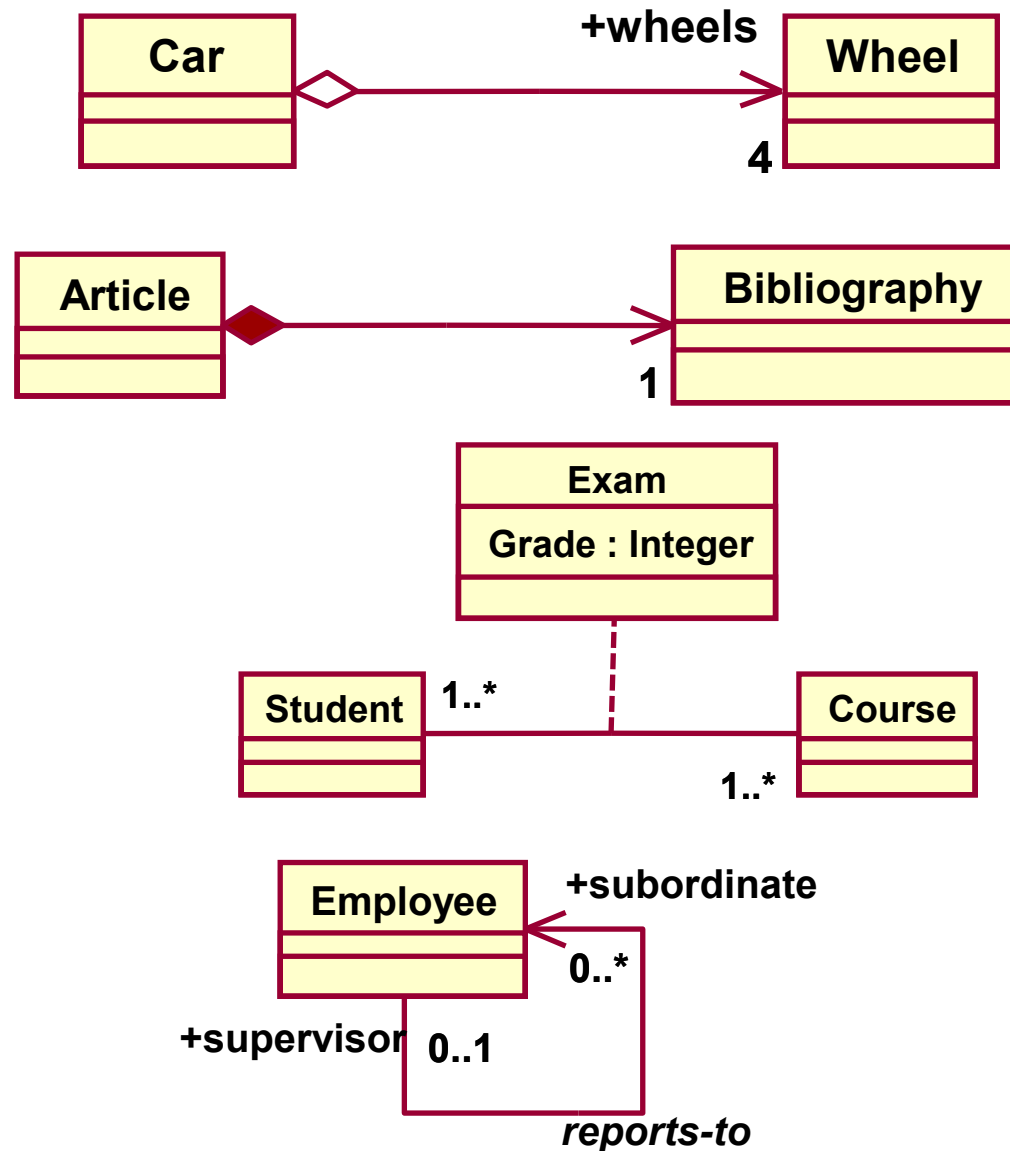 +wheels
Car
Wheel
4
Article
Bibliography
1
Exam
Grade : Integer
Student
1..*
Course
1..*
Employee
+subordinate
0..*
+supervisor
0..1
reports-to